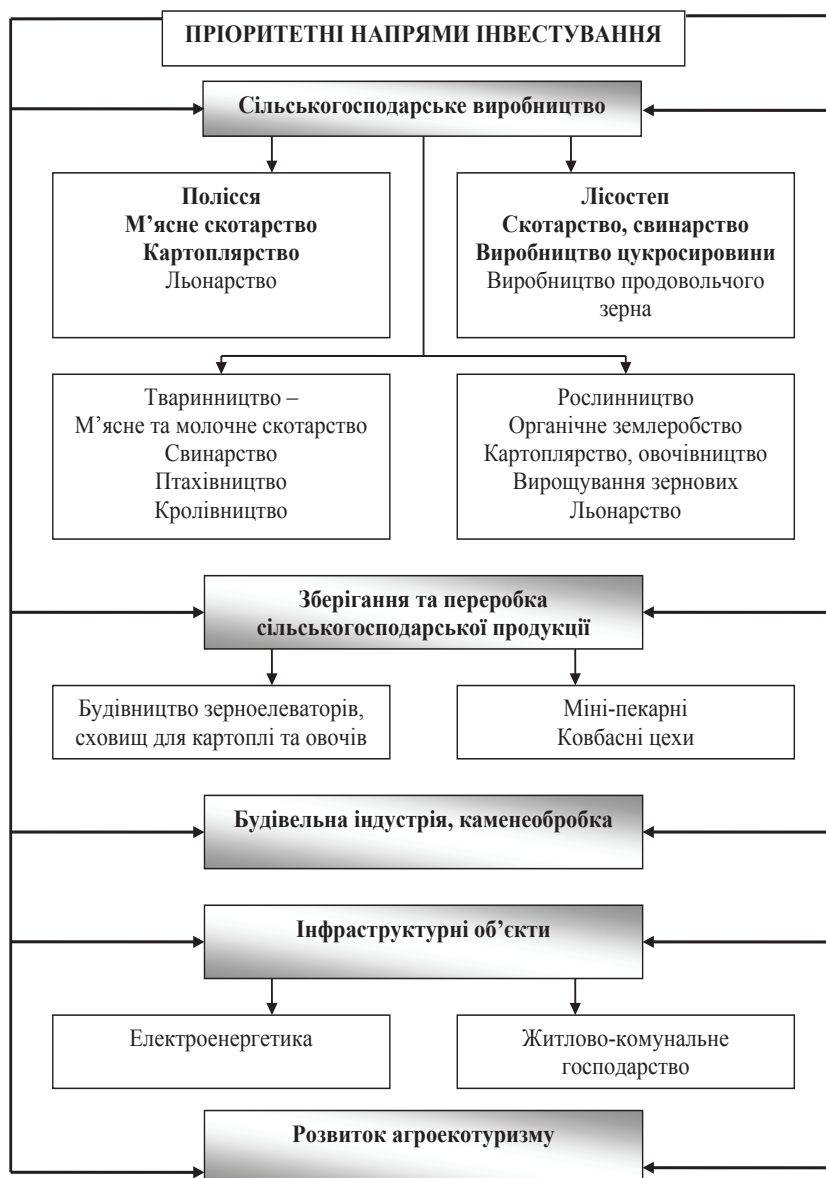 ПРІОРИТЕТНІ НАПРЯМИ ІНВЕСТУВАННЯ
Сільськогосподарське виробництво
Полісся
М’ясне скотарство
Картоплярство
Льонарство
Лісостеп
Скотарство, свинарство
Виробництво цукросировини
Виробництво продовольчого
зерна
Тваринництво –
М’ясне та молочне скотарство
Свинарство
Птахівництво
Кролівництво
Рослинництво
Органічне землеробство
Картоплярство, овочівництво
Вирощування зернових
Льонарство
Зберігання та переробка
сільськогосподарської продукції
Будівництво зерноелеваторів,
сховищ для картоплі та овочів
Міні-пекарні
Ковбасні цехи
Будівельна індустрія, каменеобробка
Інфраструктурні об’єкти
Електроенергетика
Житлово-комунальне
господарство
Розвиток агроекотуризму